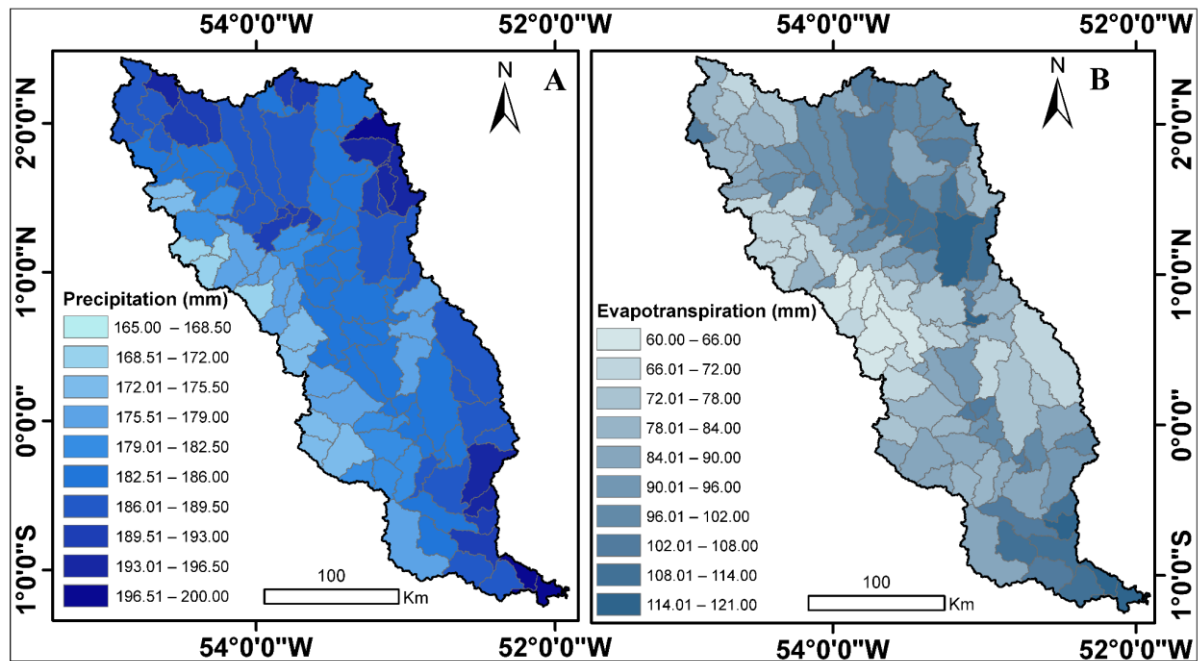 54°0'0"W 52°0'0"W
54°0'0"W 52°0'0"W
N
A
N
B
2°0'0"N
1°0'0"N
0°0'0"
1°0'0"S
2°0'0"N
1°0'0"N
0°0'0"
1°0'0"S
Precipitation (mm)
165.00 – 168.50
168.51 – 172.00
172.01 – 175.50
175.51 – 179.00
179.01 – 182.50
182.51 – 186.00
186.01 – 189.50
189.51 – 193.00
193.01 – 196.50
196.51 – 200.00
100
Km
Evapotranspiration (mm)
60.00 – 66.00
66.01 – 72.00
72.01 – 78.00
78.01 – 84.00
84.01 – 90.00
90.01 – 96.00
96.01 – 102.00
102.01 – 108.00
108.01 – 114.00
114.01 – 121.00
100
Km
54°0'0"W 52°0'0"W
54°0'0"W 52°0'0"W